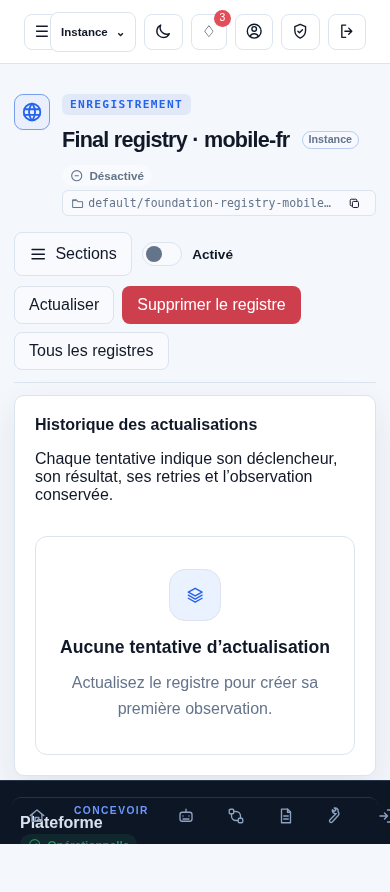 Instance
3
ENREGISTREMENT
Final registry · mobile-fr
Instance
Désactivé
default/foundation-registry-mobile…
Sections
Activé
Actualiser
Supprimer le registre
Tous les registres
Historique des actualisations
Chaque tentative indique son déclencher,
son résultat, ses retries et l’observation
conservée.
Aucune tentative d’actualisation
Actualisez le registre pour créer sa
première observation.
CONCEVOIR
Plateforme
Opérationnelle